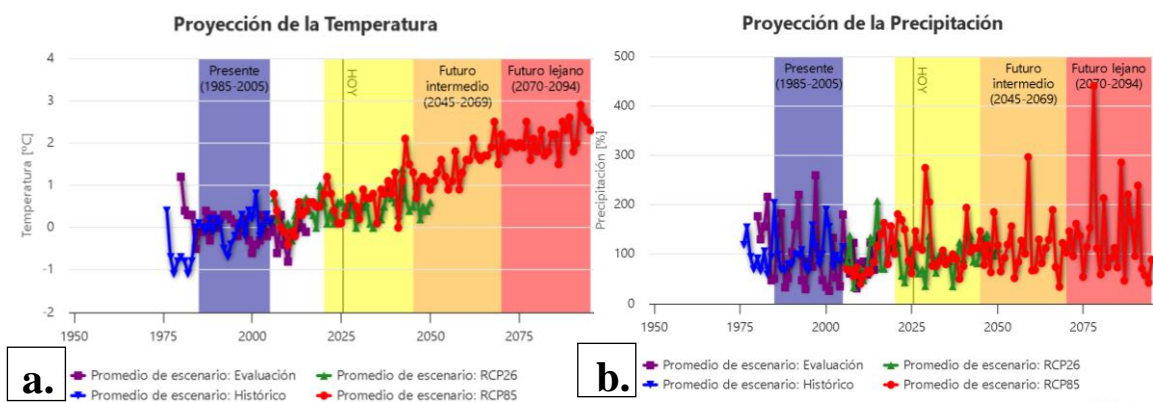 Proyección de la Temperatura
4
3
2
1
0
-1
-2
Temperatura [ºC]
Presente
(1985-2005)
HOY
Futuro
intermedio
(2045-2069)
Futuro lejano
(2070-2094)
1950
1975
2000
2025
2050
2075
a.
Promedio de escenario: Evaluación
Promedio de escenario: RCP26
Promedio de escenario: Histórico
Promedio de escenario: RCP85
Proyección de la Precipitación
500
400
300
200
100
0
Precipitación [%]
Presente
(1985-2005)
HOY
Futuro
intermedio
(2045-2069)
Futuro lejano
(2070-2094)
1950
1975
2000
2025
2050
2075
b.
Promedio de escenario: Evaluación
Promedio de escenario: RCP26
Promedio de escenario: Histórico
Promedio de escenario: RCP85